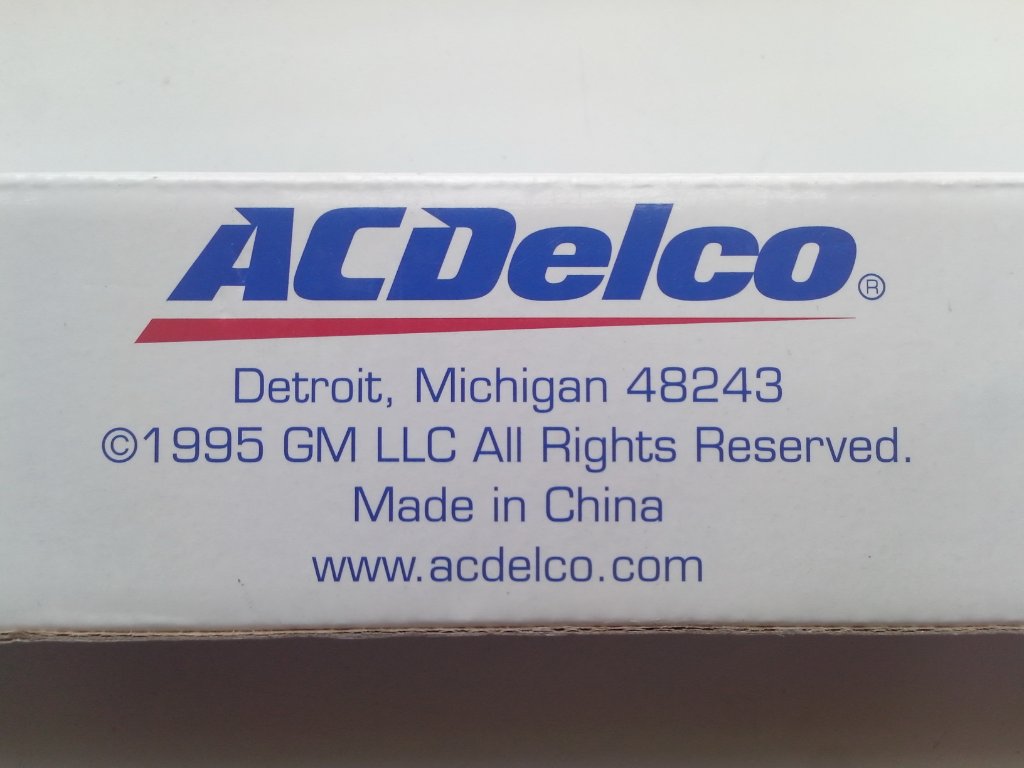 ACDelco®
Detroit, Michigan 48243
©1995 GM LLC All Rights Reserved.
Made in China
www.acdelco.com